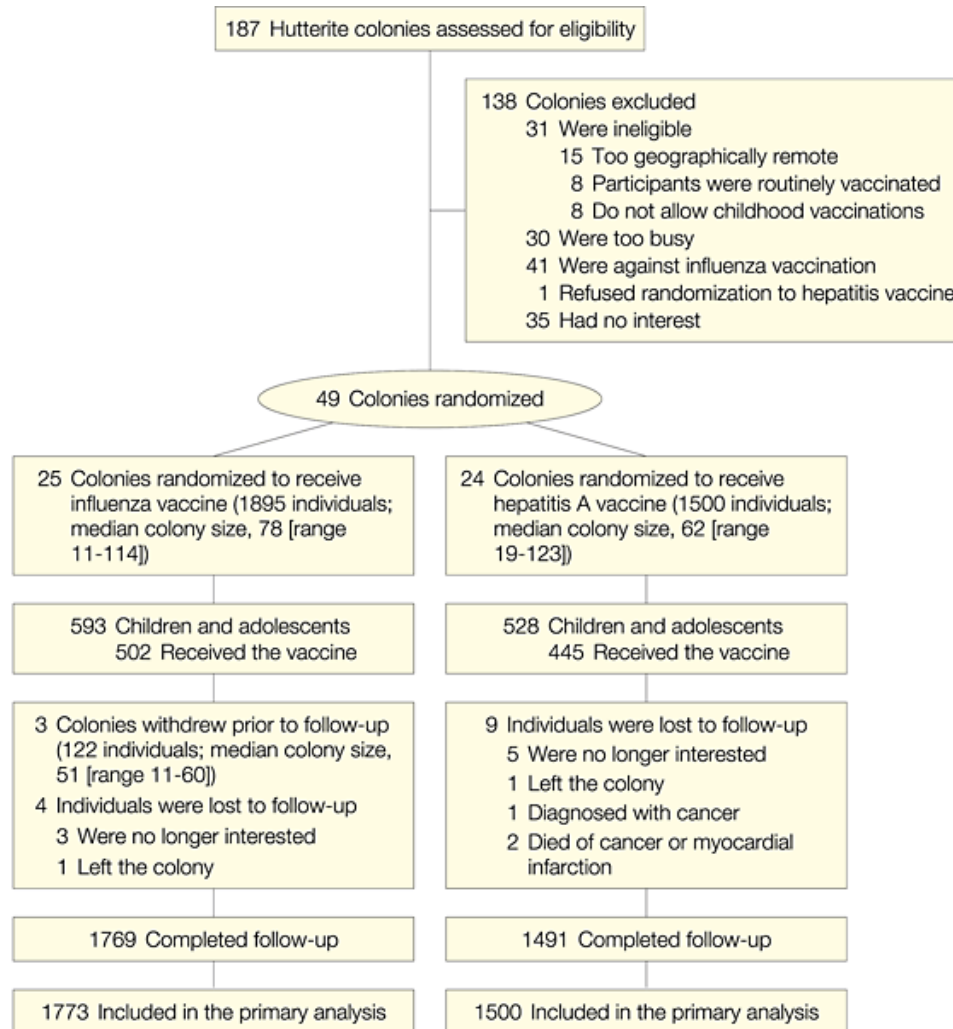 187 Hutterite colonies assessed for eligibility
138 Colonies excluded
31 Were ineligible
15 Too geographically remote
8 Participants were routinely vaccinated
8 Do not allow childhood vaccinations
30 Were too busy
41 Were against influenza vaccination
1 Refused randomization to hepatitis vaccine
35 Had no interest
49 Colonies randomized
25 Colonies randomized to receive
influenza vaccine (1895 individuals;
median colony size, 78 [range
11-114])
593 Children and adolescents
502 Received the vaccine
3 Colonies withdrew prior to follow-up
(122 individuals; median colony size,
51 [range 11-60])
4 Individuals were lost to follow-up
3 Were no longer interested
1 Left the colony
1769 Completed follow-up
1773 Included in the primary analysis
24 Colonies randomized to receive
hepatitis A vaccine (1500 individuals;
median colony size, 62 [range
19-123])
528 Children and adolescents
445 Received the vaccine
9 Individuals were lost to follow-up
5 Were no longer interested
1 Left the colony
1 Diagnosed with cancer
2 Died of cancer or myocardial
infarction
1491 Completed follow-up
1500 Included in the primary analysis